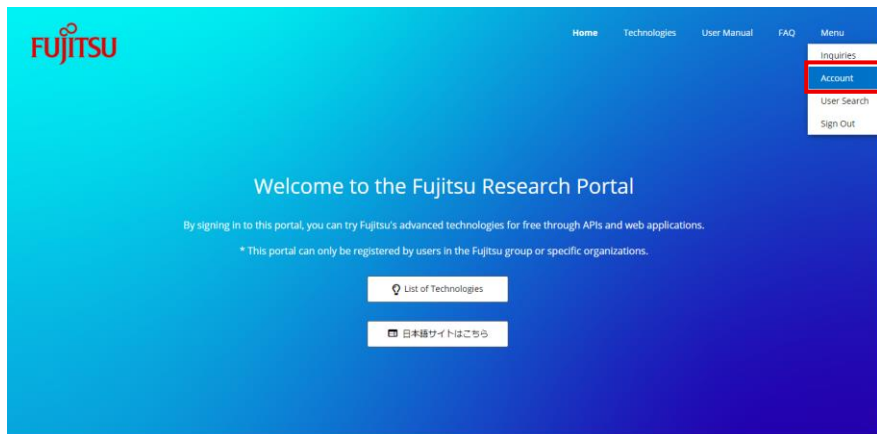 FUJITSU
Home Technologies User Manual FAQ Menu
Inquiries
Account
User Search
Sign Out
Welcome to the Fujitsu Research Portal
By signing in to this portal, you can try Fujitsu's advanced technologies for free through APIs and web applications.
* This portal can only be registered by users in the Fujitsu group or specific organizations.
List of Technologies
日本語サイトはこちら